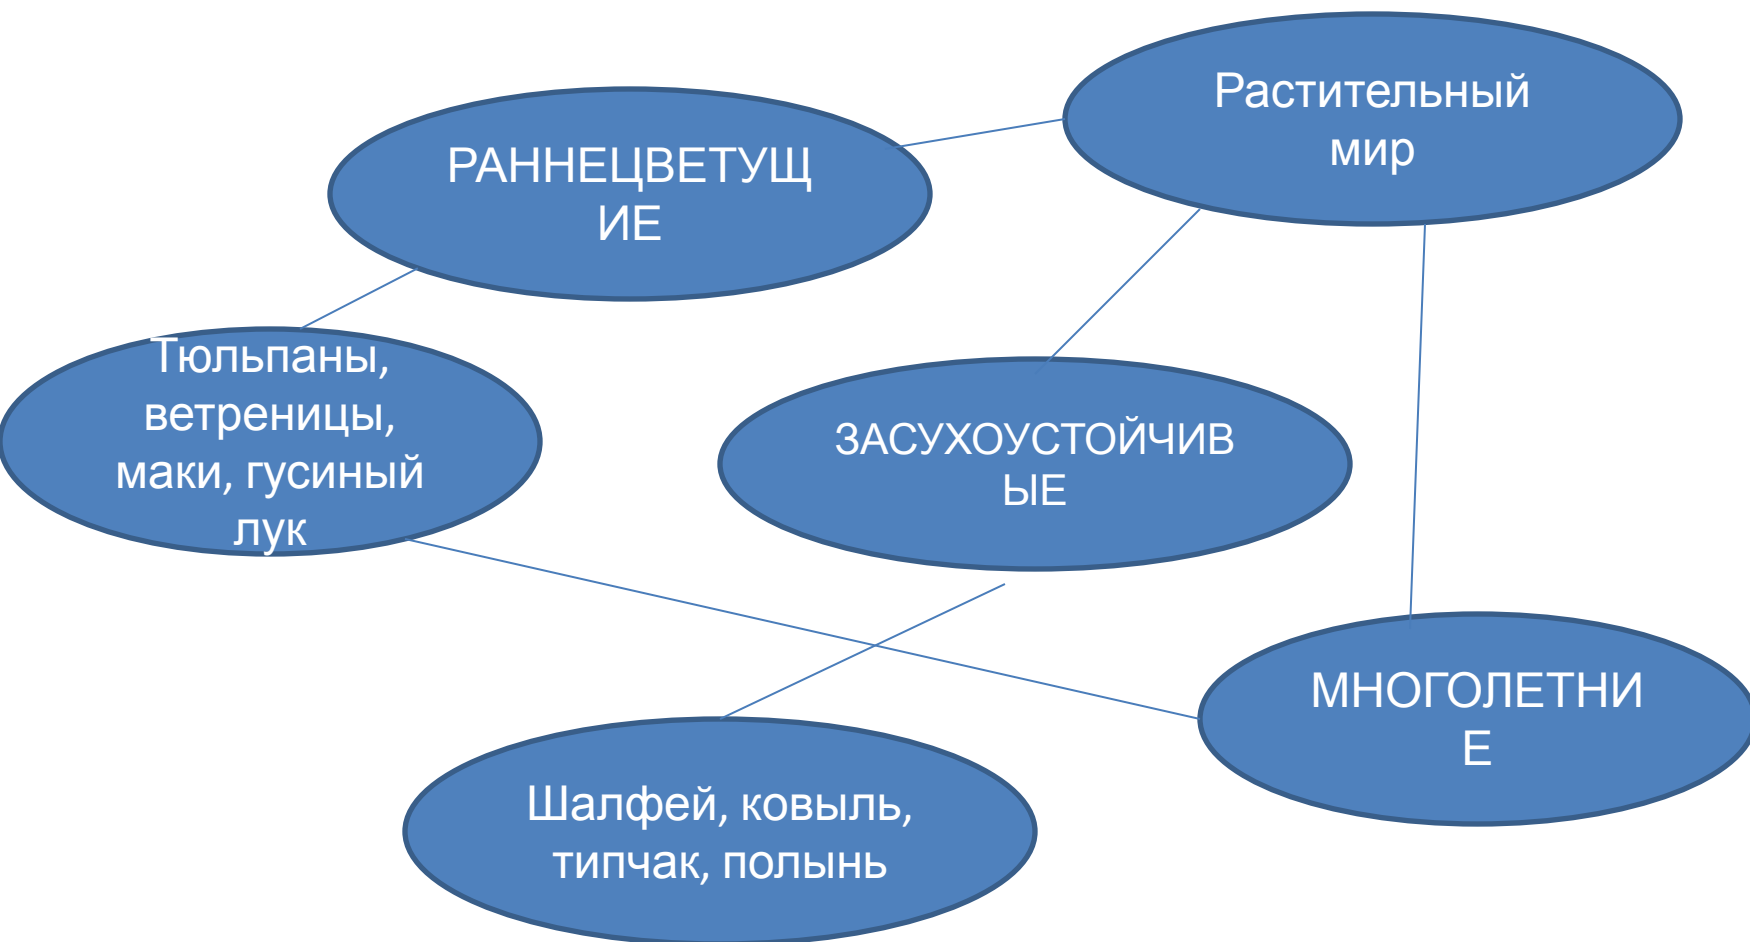 Растительный
мир
РАННЕЦВЕТУЩ
ИЕ
Тюльпаны,
ветреницы,
маки, гусиный
лук
ЗАСУХОУСТОЙЧИВ
ЫЕ
МНОГОЛЕТНИ
Е
Шалфей, ковыль,
типчак, полынь